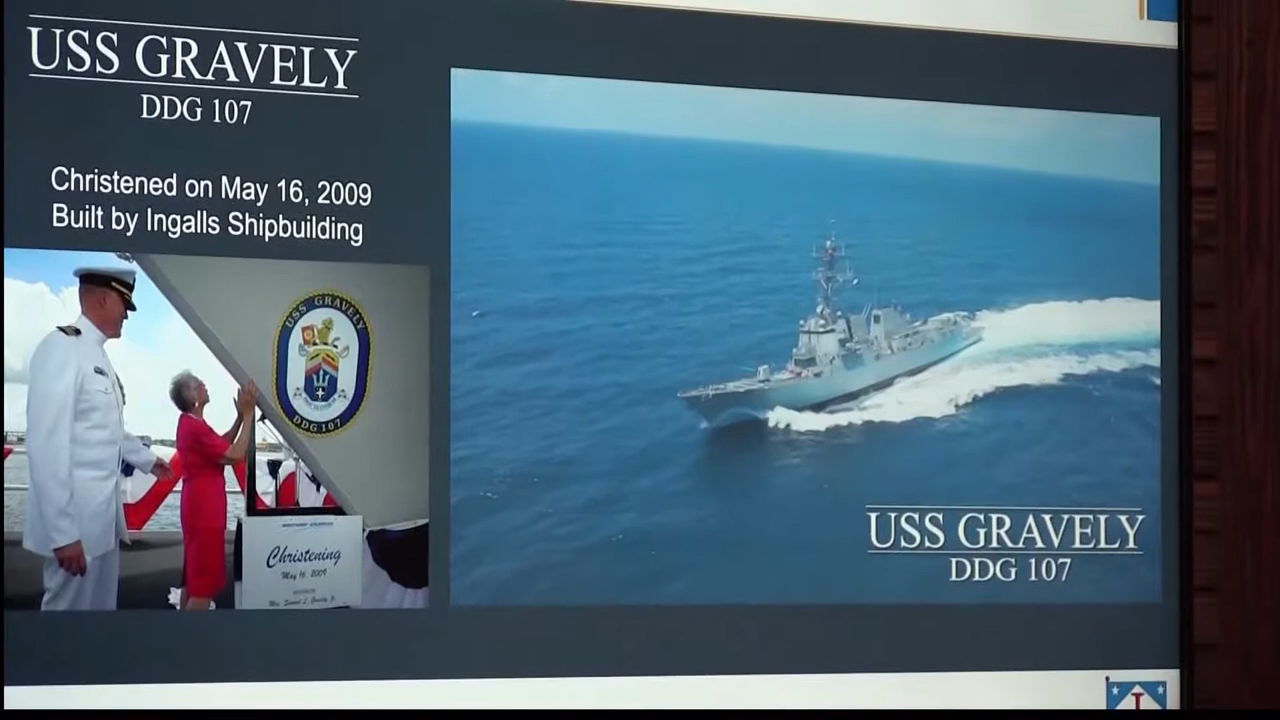 USS GRAVELY
DDG 107
Christened on May 16, 2009
Built by Ingalls Shipbuilding
USS GRAVELY
DDG 107
Christening
May 16, 2009
USS GRAVELY
DDG 107